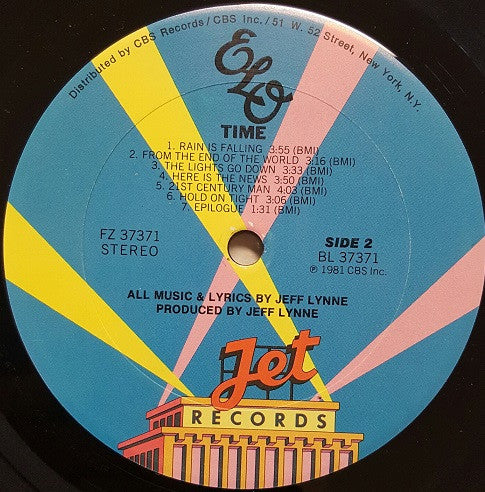 Distributed by CBS Records / CBS Inc. / 51 W. 52 Street, New York, N.Y.
ELO
TIME
1. RAIN IS FALLING 3:55 (BMI)
2. FROM THE END OF THE WORLD 3:16 (BMI)
3. THE LIGHTS GO DOWN 3:33 (BMI)
4. HERE IS THE NEWS 3:50 (BMI)
5. 21ST CENTURY MAN 4:03 (BMI)
6. HOLD ON TIGHT 3:06 (BMI)
7. EPILOGUE 1:31 (BMI)
FZ 37371
STEREO
SIDE 2
BL 37371
℗ 1981 CBS Inc.
ALL MUSIC & LYRICS BY JEFF LYNNE
PRODUCED BY JEFF LYNNE
Jet
RECORDS